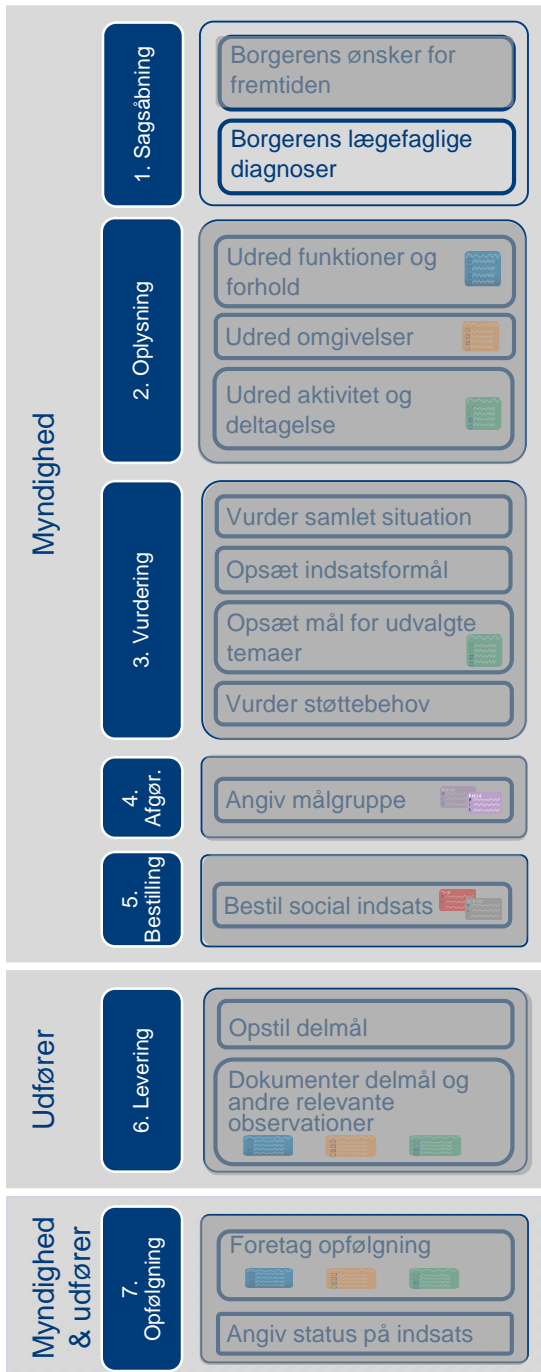 Myndighed
1. Sagsåbning
Borgerens ønsker for
fremtiden
Borgerens lægefaglige
diagnoser
2. Oplysning
Udred funktioner og
forhold
Udred omgivelser
Udred aktivitet og
deltagelse
3. Vurdering
Vurder samlet situation
Opsæt indsatsformål
Opsæt mål for udvalgte
temaer
Vurder støttebehov
4.
Afgør.
Angiv målgruppe
5.
Bestilling
Bestil social indsats
Udfører
6. Levering
Opstil delmål
Dokumenter delmål og
andre relevante
observationer
Myndighed
& udfører
7.
Opfølgning
Foretag opfølgning
Angiv status på indsats